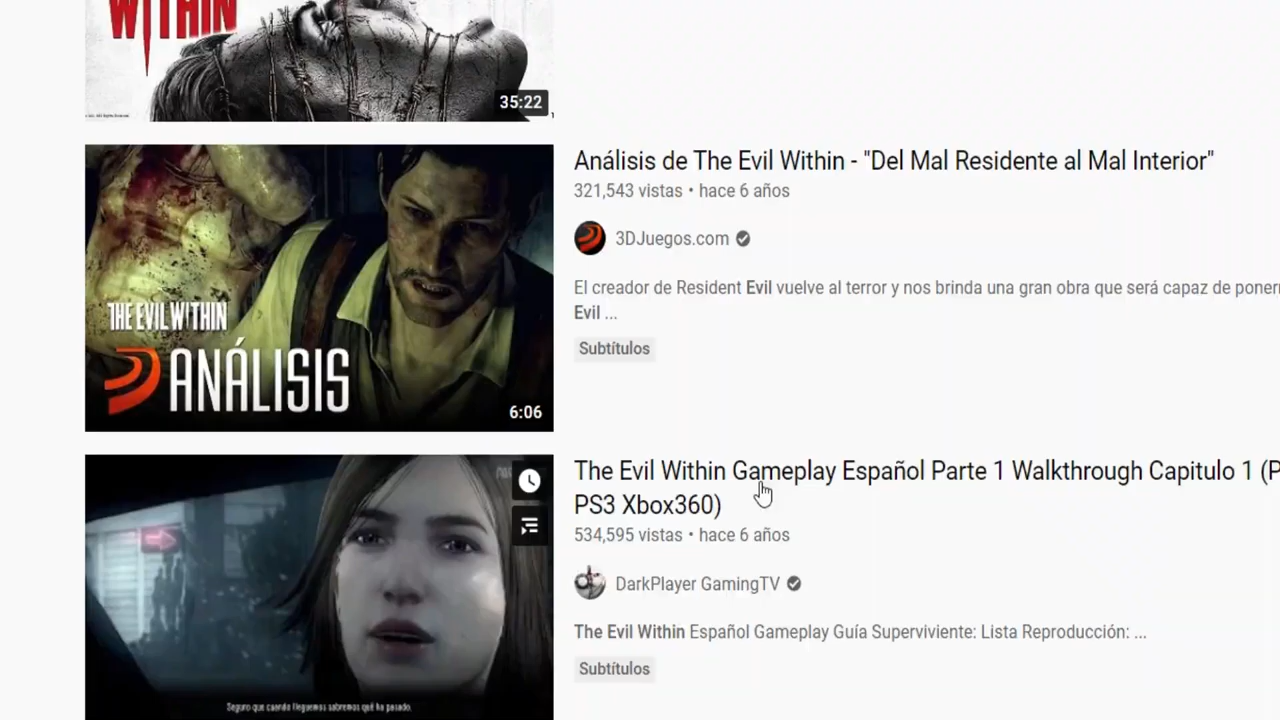 WITHIN
35:22
Análisis de The Evil Within - "Del Mal Residente al Mal Interior"
321,543 vistas • hace 6 años
3DJuegos.com
El creador de Resident Evil vuelve al terror y nos brinda una gran obra que será capaz de poner
Evil ...
Subtítulos
THE EVIL WITHIN
ANÁLISIS
6:06
The Evil Within Gameplay Español Parte 1 Walkthrough Capitulo 1 (P
PS3 Xbox360)
534,595 vistas • hace 6 años
DarkPlayer GamingTV
The Evil Within Español Gameplay Guía Superviviente: Lista Reproducción: ...
Subtítulos
Seguro que cuando lleguemos sabremos qué ha pasado.